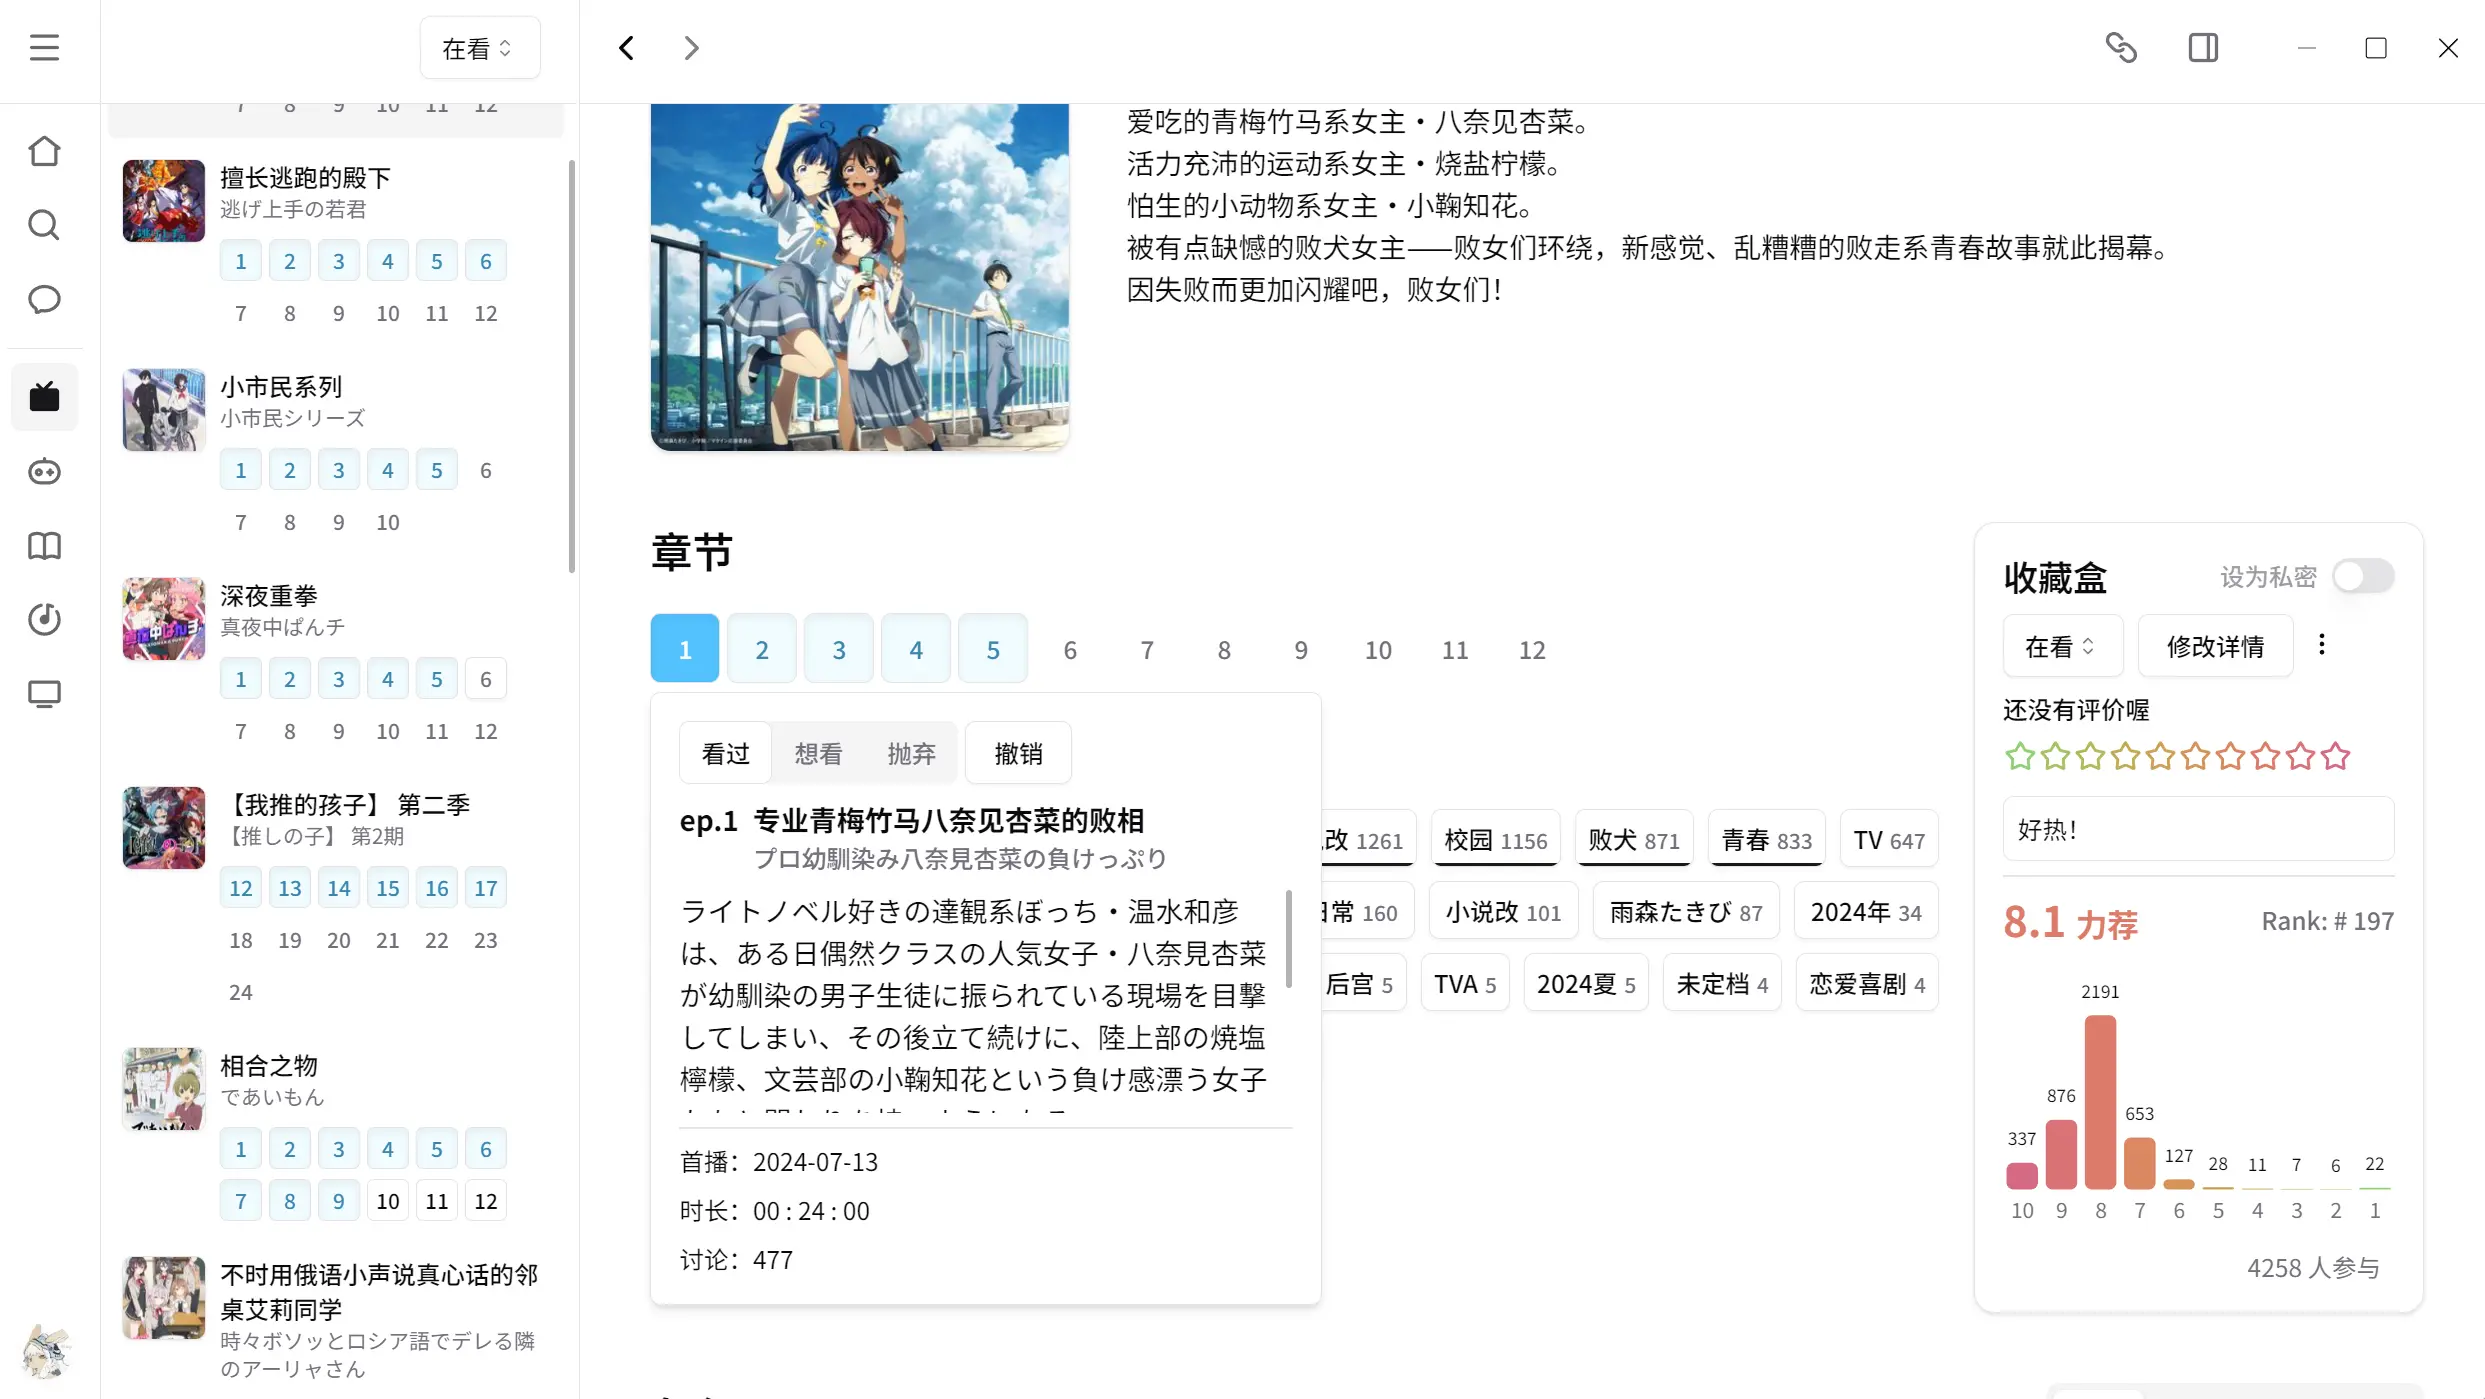 在看
7 8 9 10 11 12
擅长逃跑的殿下
逃げ上手の若君
1 2 3 4 5 6
7 8 9 10 11 12
小市民系列
小市民シリーズ
1 2 3 4 5 6
7 8 9 10
深夜重拳
真夜中ぱんチ
1 2 3 4 5 6
7 8 9 10 11 12
【我推的孩子】 第二季
【推しの子】 第2期
12 13 14 15 16 17
18 19 20 21 22 23
24
相合之物
であいもん
1 2 3 4 5 6
7 8 9 10 11 12
不时用俄语小声说真心话的邻
桌艾莉同学
時々ボソッとロシア語でデレる隣
のアーリャさん
爱吃的青梅竹马系女主・八奈见杏菜。
活力充沛的运动系女主・烧盐柠檬。
怕生的小动物系女主・小鞠知花。
被有点缺憾的败犬女主——败女们环绕，新感觉、乱糟糟的败走系青春故事就此揭幕。
因失败而更加闪耀吧，败女们！
章节
1 2 3 4 5 6 7 8 9 10 11 12
看过 想看 抛弃 撤销
ep.1 专业青梅竹马八奈见杏菜的败相
プロ幼馴染み八奈見杏菜の負けっぷり
ライトノベル好きの達観系ぼっち・温水和彦
は、ある日偶然クラスの人気女子・八奈見杏菜
が幼馴染の男子生徒に振られている現場を目撃
してしまい、その後立て続けに、陸上部の焼塩
檸檬、文芸部の小鞠知花という負け感漂う女子
首播：2024-07-13
时长：00 : 24 : 00
讨论：477
改 1261 校园 1156 败犬 871 青春 833 TV 647
常 160 小说改 101 雨森たきび 87 2024年 34
后宫 5 TVA 5 2024夏 5 未定档 4 恋爱喜剧 4
收藏盒 设为私密
在看 修改详情
还没有评价喔
好热！
8.1 力荐 Rank: # 197
337 876 2191 653 127 28 11 7 6 22
10 9 8 7 6 5 4 3 2 1
4258 人参与